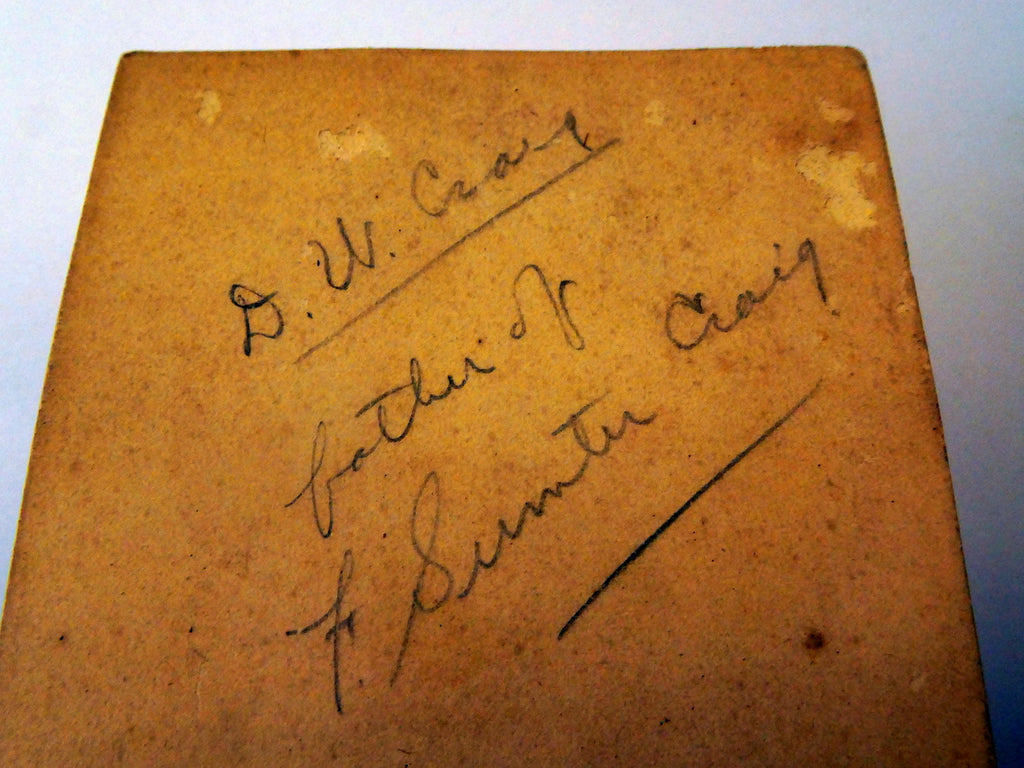 D. W. Craig
father of
F. Sumter Craig